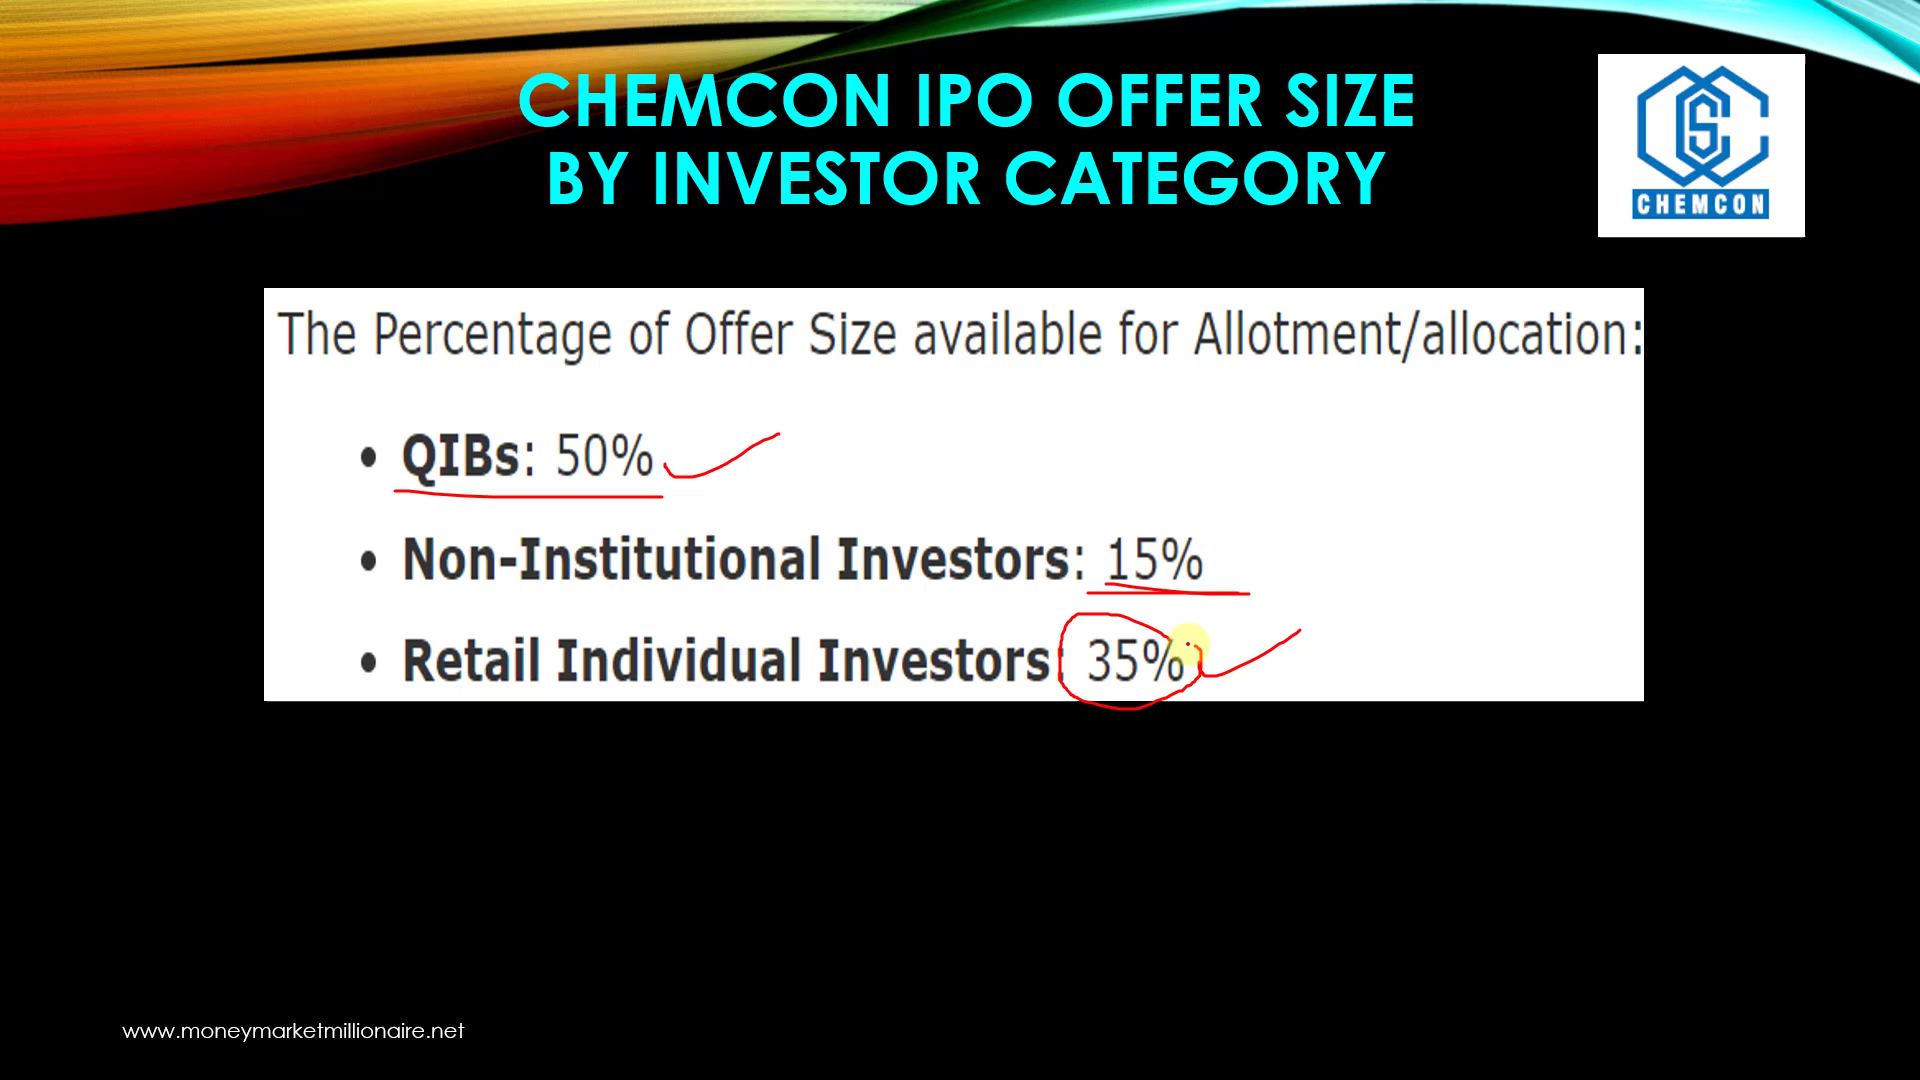 CHEMCON IPO OFFER SIZE
BY INVESTOR CATEGORY
CHEMCON
The Percentage of Offer Size available for Allotment/allocation:
• QIBs: 50%
• Non-Institutional Investors: 15%
• Retail Individual Investors: 35%
www.moneymarketmillionaire.net